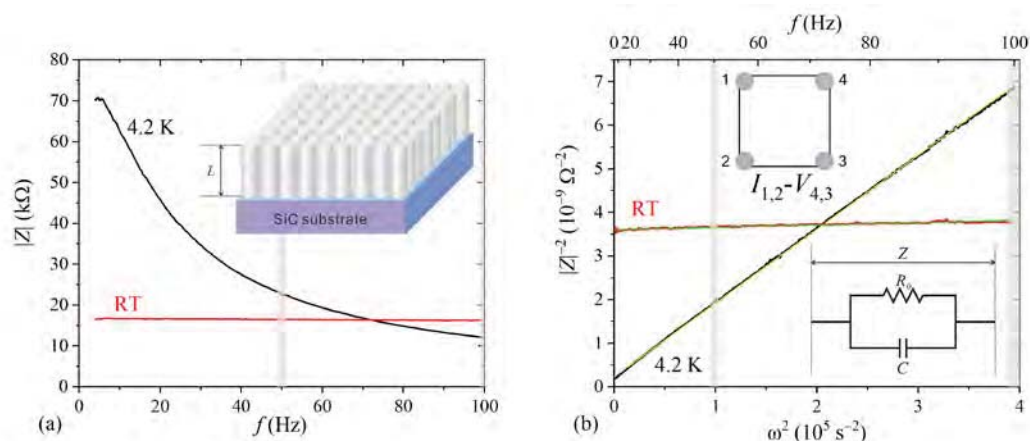 80
70
60
50
40
30
20
10
0
|Z| (kΩ)
4.2 K
RT
L
SiC substrate
0 20 40 60 80 100
f (Hz)
(a)
f (Hz)
0 20 40 60 80 100
7
6
5
4
3
2
1
0
|Z|⁻² (10⁻⁹ Ω⁻²)
1 4
2 3
I₁,₂-V₄,₃
RT
Z
R₀
C
4.2 K
0 1 2 3 4
ω² (10⁵ s⁻²)
(b)